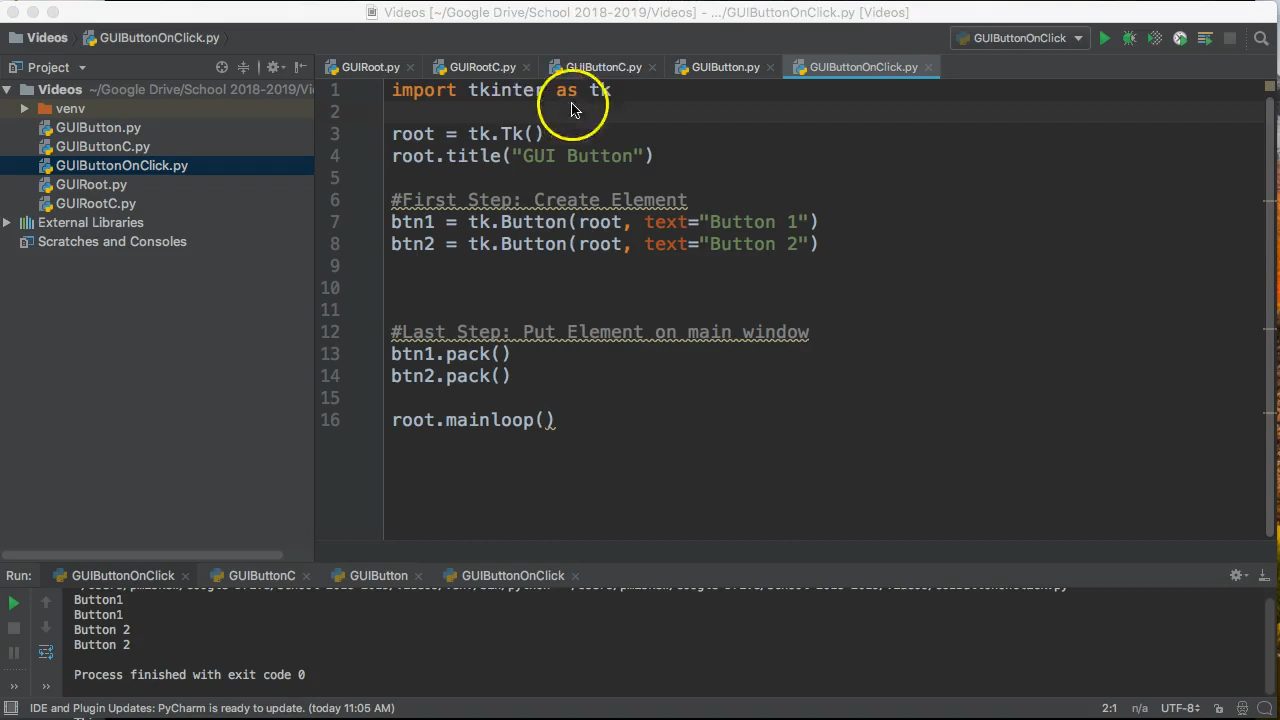 Videos [~/Google Drive/School 2018-2019/Videos] - .../GUIButtonOnClick.py [Videos]
Videos
GUIButtonOnClick.py
GUIButtonOnClick
Project
GUIRoot.py
GUIRootC.py
GUIButtonC.py
GUIButton.py
GUIButtonOnClick.py
Videos ~/Google Drive/School 2018-2019/Vi
venv
GUIButton.py
GUIButtonC.py
GUIButtonOnClick.py
GUIRoot.py
GUIRootC.py
External Libraries
Scratches and Consoles
1 import tkinter as tk
2
3 root = tk.Tk()
4 root.title("GUI Button")
5
6 #First Step: Create Element
7 btn1 = tk.Button(root, text="Button 1")
8 btn2 = tk.Button(root, text="Button 2")
9
10
11
12 #Last Step: Put Element on main window
13 btn1.pack()
14 btn2.pack()
15
16 root.mainloop()
Run: GUIButtonOnClick GUIButtonC GUIButton GUIButtonOnClick
Button1
Button1
Button 2
Button 2
Process finished with exit code 0
IDE and Plugin Updates: PyCharm is ready to update. (today 11:05 AM)
2:1 n/a UTF-8